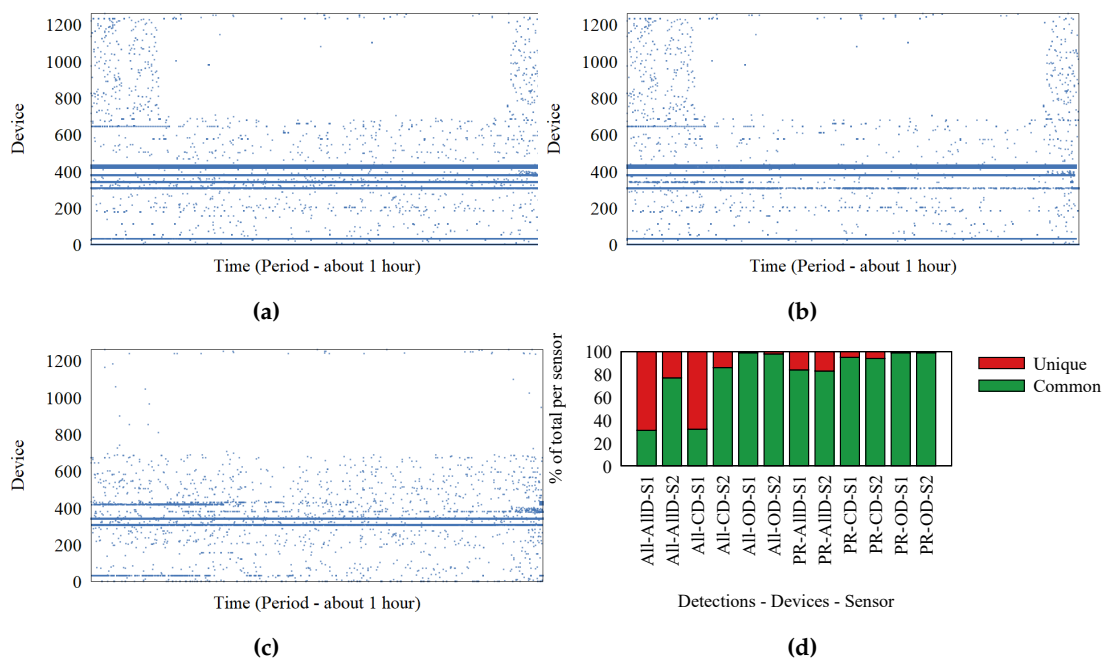 1200
1000
800
600
400
200
0
Device
Time (Period - about 1 hour)
(a)
1200
1000
800
600
400
200
0
Device
Time (Period - about 1 hour)
(b)
1200
1000
800
600
400
200
0
Device
Time (Period - about 1 hour)
(c)
100
80
60
40
20
0
% of total per sensor
Unique
Common
All-AllD-S1
All-AllD-S2
All-CD-S1
All-CD-S2
All-OD-S1
All-OD-S2
PR-AllD-S1
PR-AllD-S2
PR-CD-S1
PR-CD-S2
PR-OD-S1
PR-OD-S2
Detections - Devices - Sensor
(d)